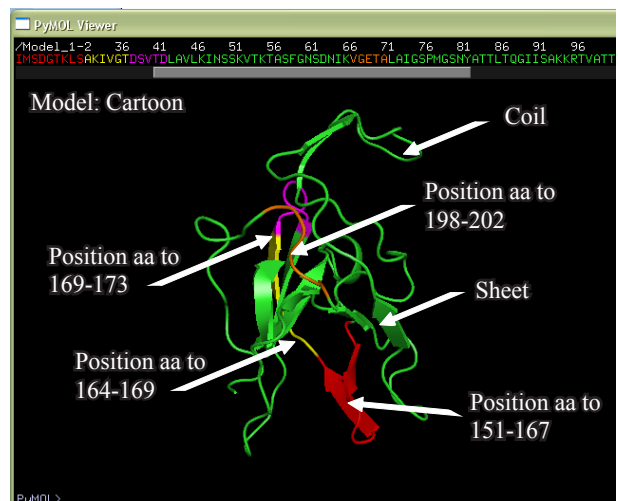 PyMOL Viewer
/Model_1-2 36 41 46 51 56 61 66 71 76 81 86 91 96
IMSDGTKLSAKIVGTDMSVTDLAVLKINSSKVTKTASFGNSDNIKVGETALAIGSPMGSNYATTLTQGIISAKKRTVATT
Model: Cartoon
Coil
Position aa to
198-202
Position aa to
169-173
Sheet
Position aa to
164-169
Position aa to
151-167
PyMOL>